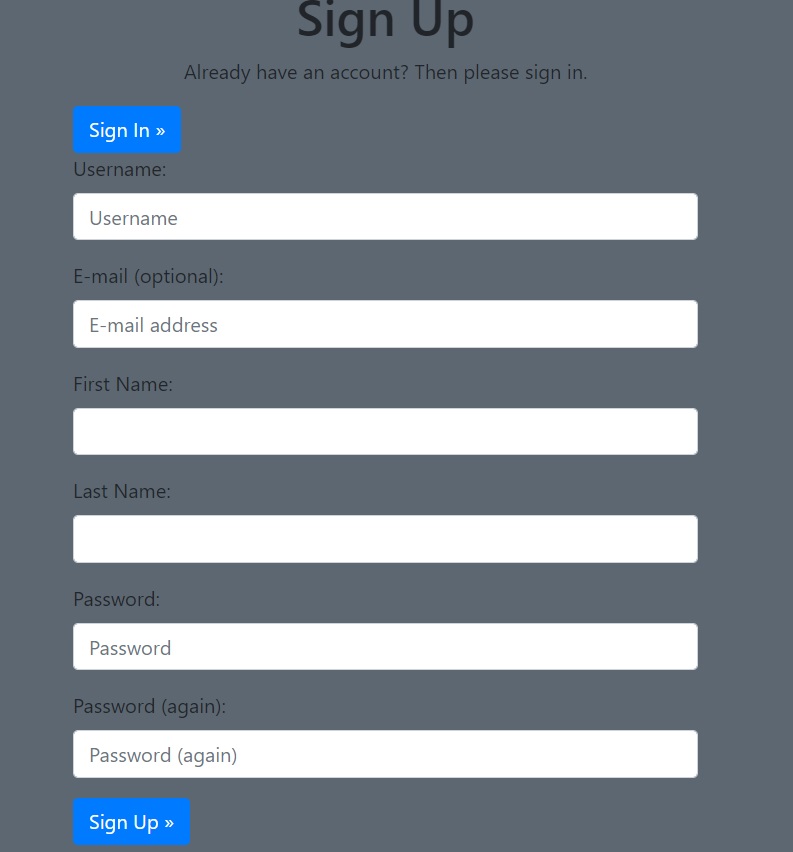 Sign Up
Already have an account? Then please sign in.
Sign In »
Username:
Username
E-mail (optional):
E-mail address
First Name:
Last Name:
Password:
Password
Password (again):
Password (again)
Sign Up »